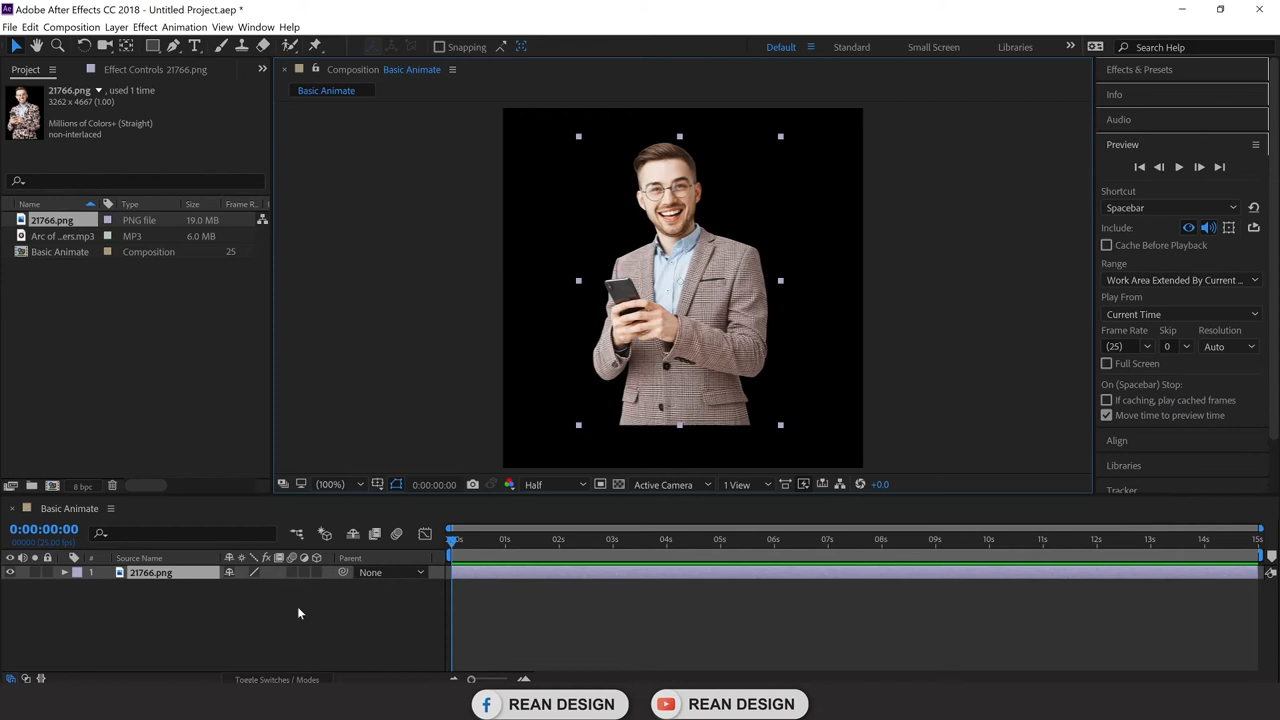 Adobe After Effects CC 2018 - Untitled Project.aep *
File Edit Composition Layer Effect Animation View Window Help
Snapping
Default
Standard
Small Screen
Libraries
Search Help
Project
Effect Controls 21766.png
Composition Basic Animate
Effects & Presets
Basic Animate
21766.png ▼, used 1 time
3262 x 4667 (1.00)
Millions of Colors+ (Straight)
non-interlaced
Name
Type
Size
Frame R..
21766.png
PNG file
19.0 MB
Arc of ...ers.mp3
MP3
6.0 MB
Basic Animate
Composition
25
8 bpc
(100%)
0:00:00:00
Half
Active Camera
1 View
+0.0
Info
Audio
Preview
Shortcut
Spacebar
Include:
Cache Before Playback
Range
Work Area Extended By Current ...
Play From
Current Time
Frame Rate
Skip
Resolution
(25)
0
Auto
Full Screen
On (Spacebar) Stop:
If caching, play cached frames
Move time to preview time
Align
Libraries
Tracker
Basic Animate
0:00:00:00
00000 (25.00 fps)
# Source Name
Parent
01s 02s 03s 04s 05s 06s 07s 08s 09s 10s 11s 12s 13s 14s 15s
1
21766.png
None
Toggle Switches / Modes
REAN DESIGN
REAN DESIGN